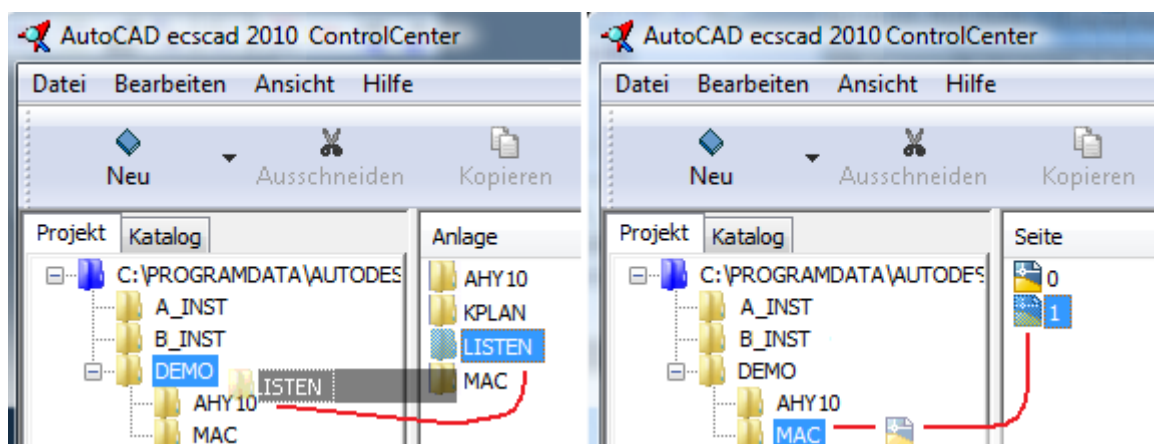 AutoCAD ecscad 2010 ControlCenter
Datei Bearbeiten Ansicht Hilfe
Neu Ausschneiden Kopieren
Projekt Katalog
C:\PROGRAMDATA\AUTODES
A_INST
B_INST
DEMO
AHY10
MAC
LISTEN
Anlage
AHY10
KPLAN
LISTEN
MAC
AutoCAD ecscad 2010 ControlCenter
Datei Bearbeiten Ansicht Hilfe
Neu Ausschneiden Kopieren
Projekt Katalog
C:\PROGRAMDATA\AUTODES
A_INST
B_INST
DEMO
AHY10
MAC
Seite
0
1